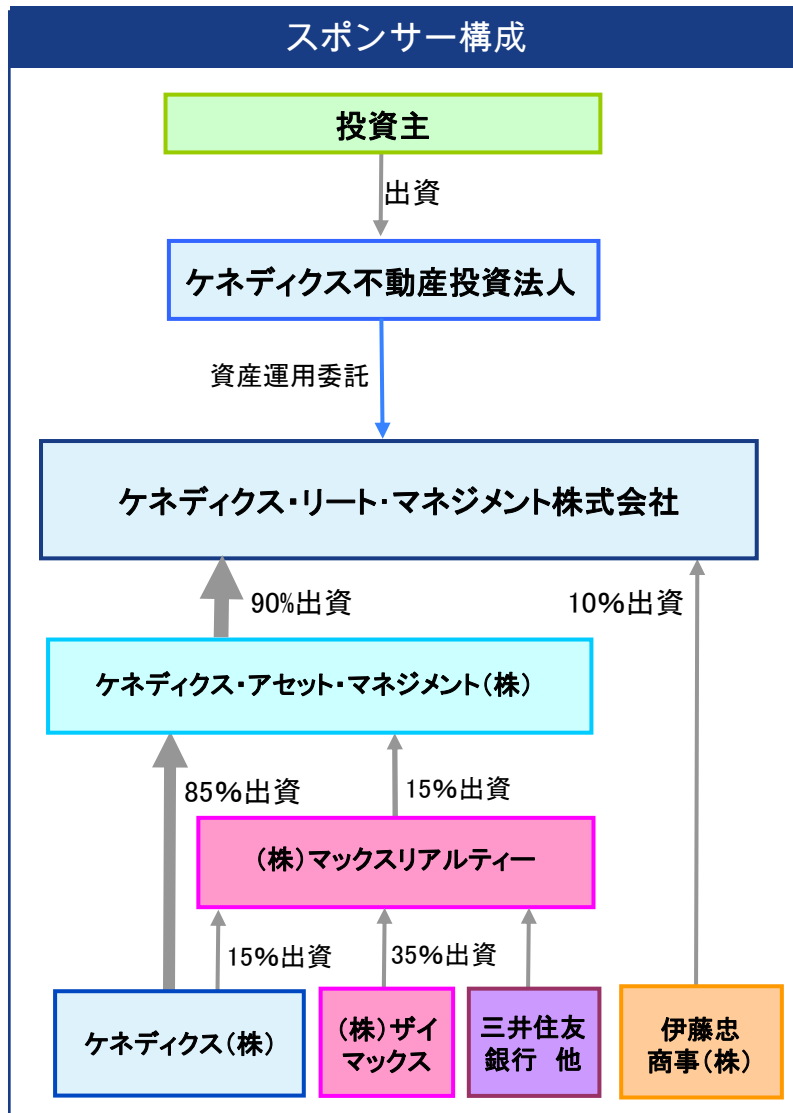 スポンサー構成
投資主
出資
ケネディクス不動産投資法人
資産運用委託
ケネディクス・リート・マネジメント株式会社
90%出資
10%出資
ケネディクス・アセット・マネジメント(株)
85%出資
15%出資
(株)マックスリアルティー
15%出資
35%出資
ケネディクス(株)
(株)ザイ
マックス
三井住友
銀行 他
伊藤忠
商事(株)